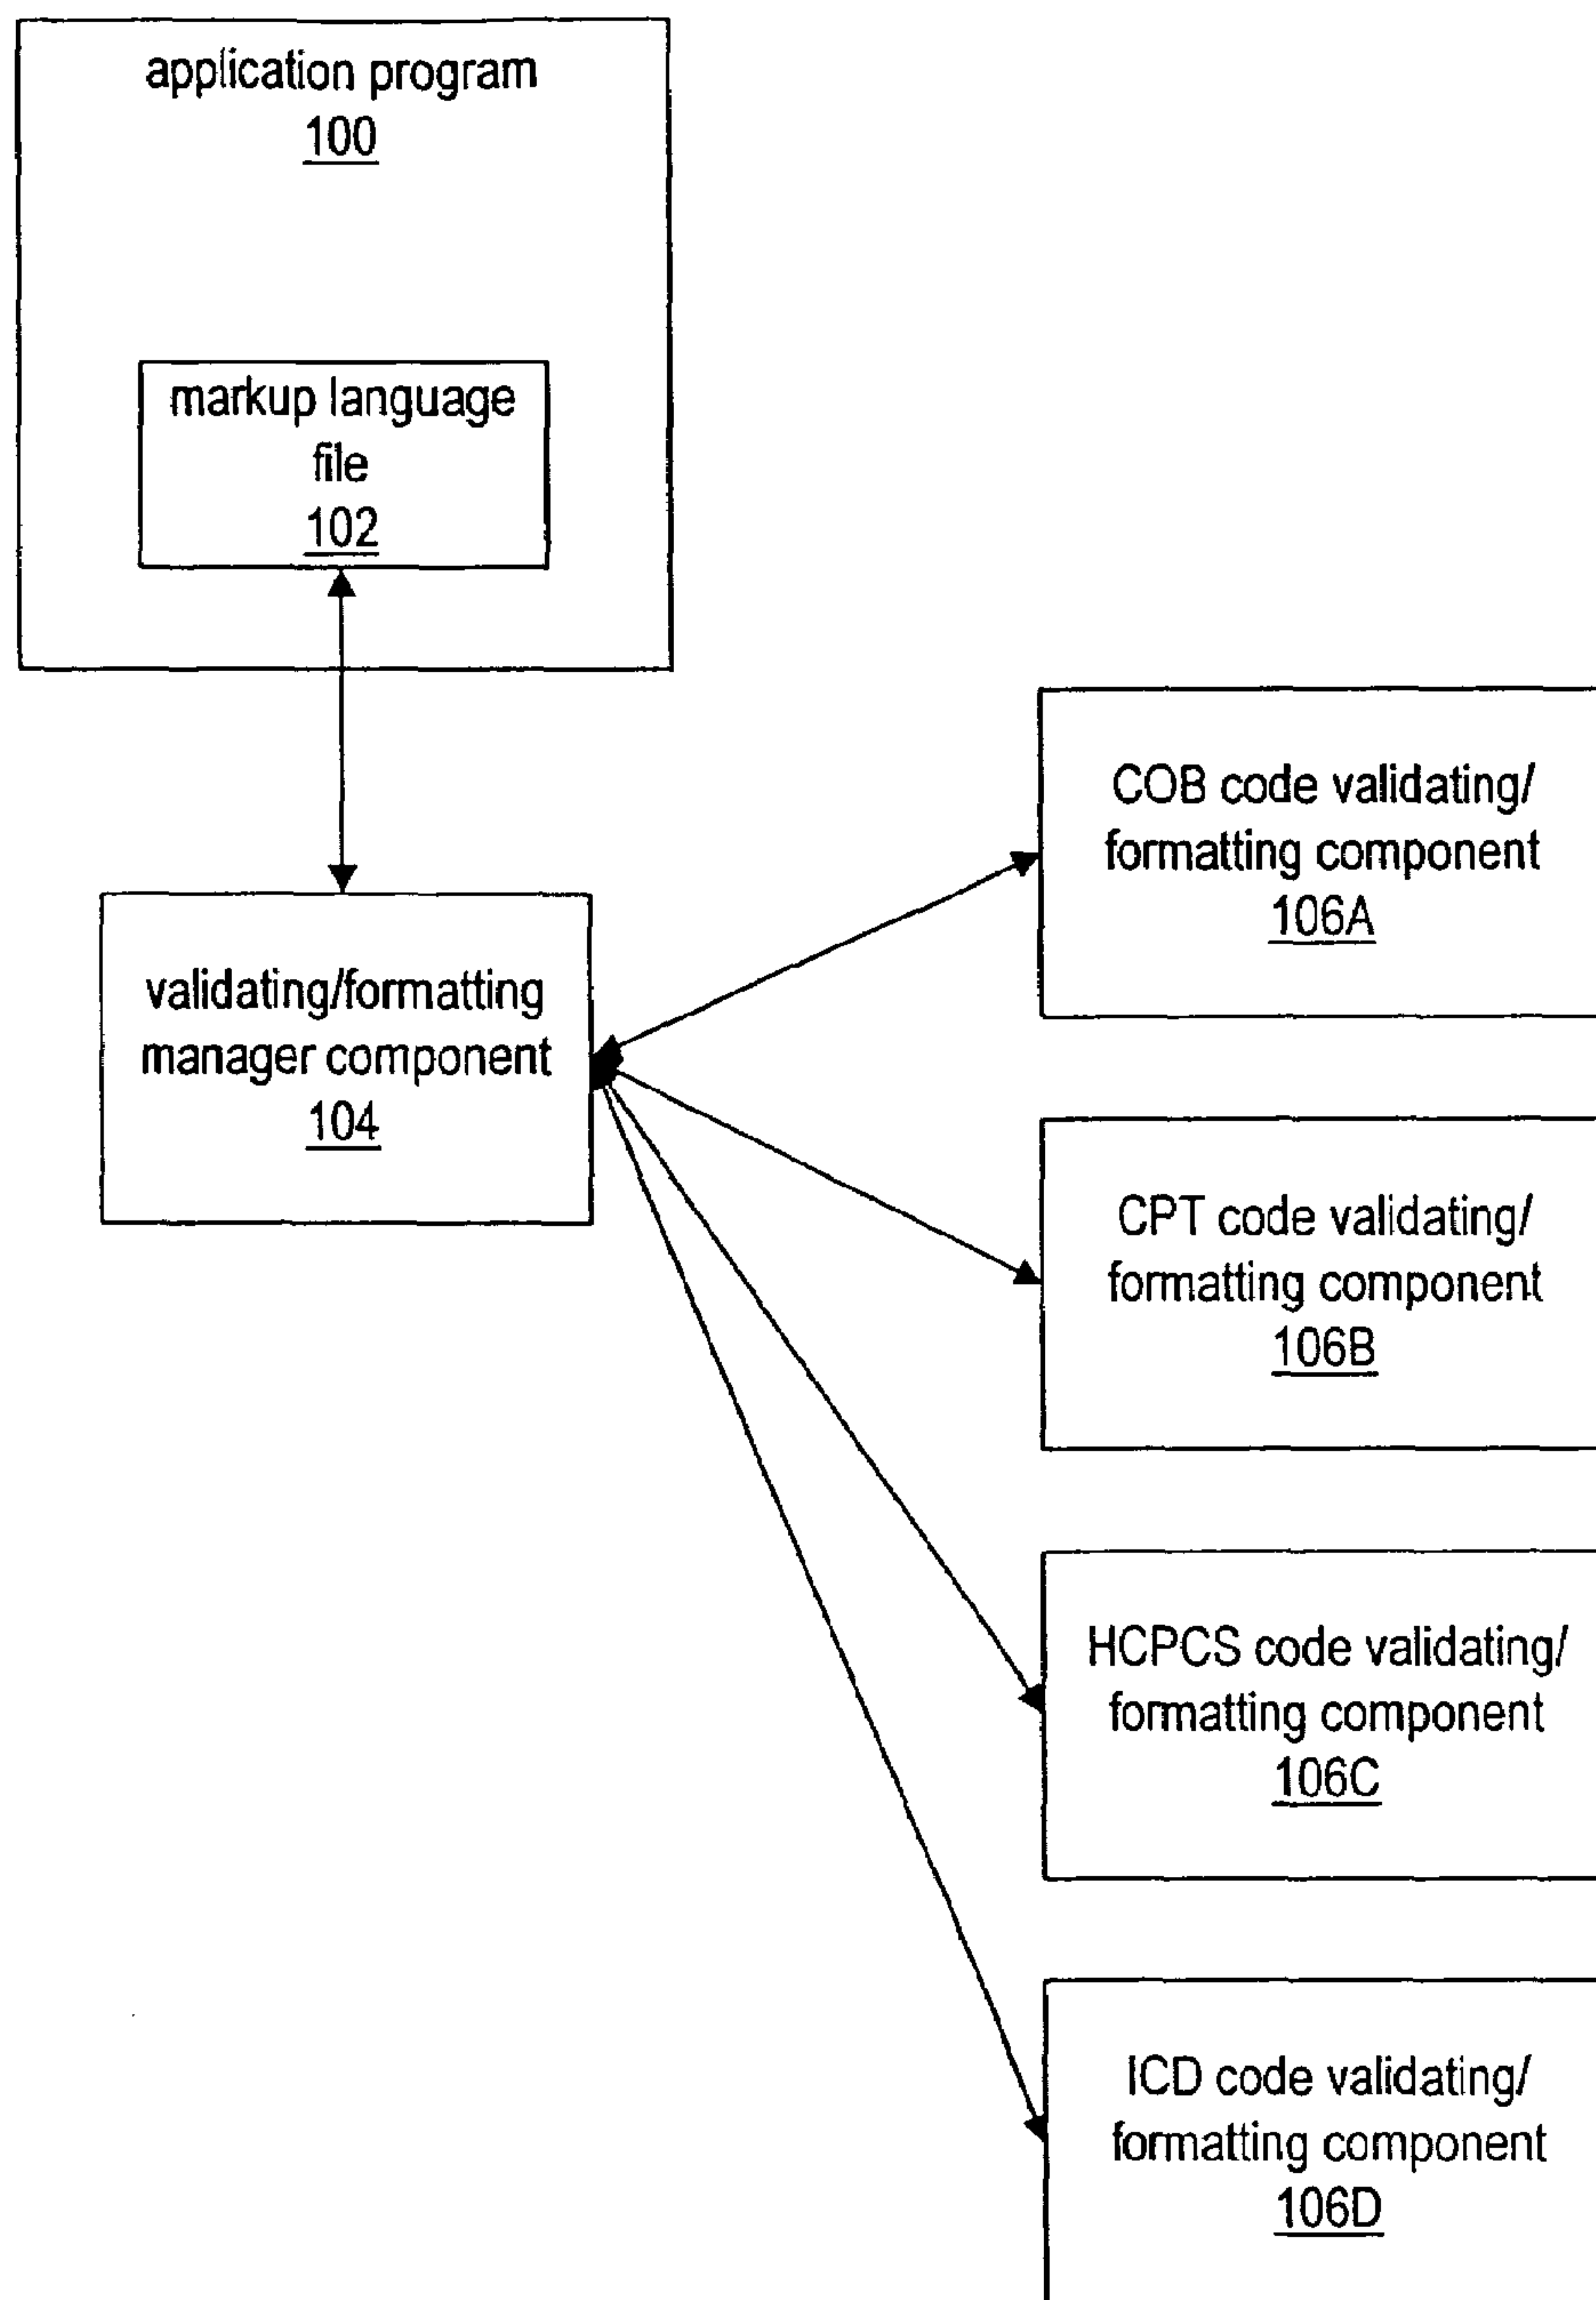 application program
100
markup language
file
102
validating/formatting
manager component
104
COB code validating/
formatting component
106A
CPT code validating/
formatting component
106B
HCPCS code validating/
formatting component
106C
ICD code validating/
formatting component
106D